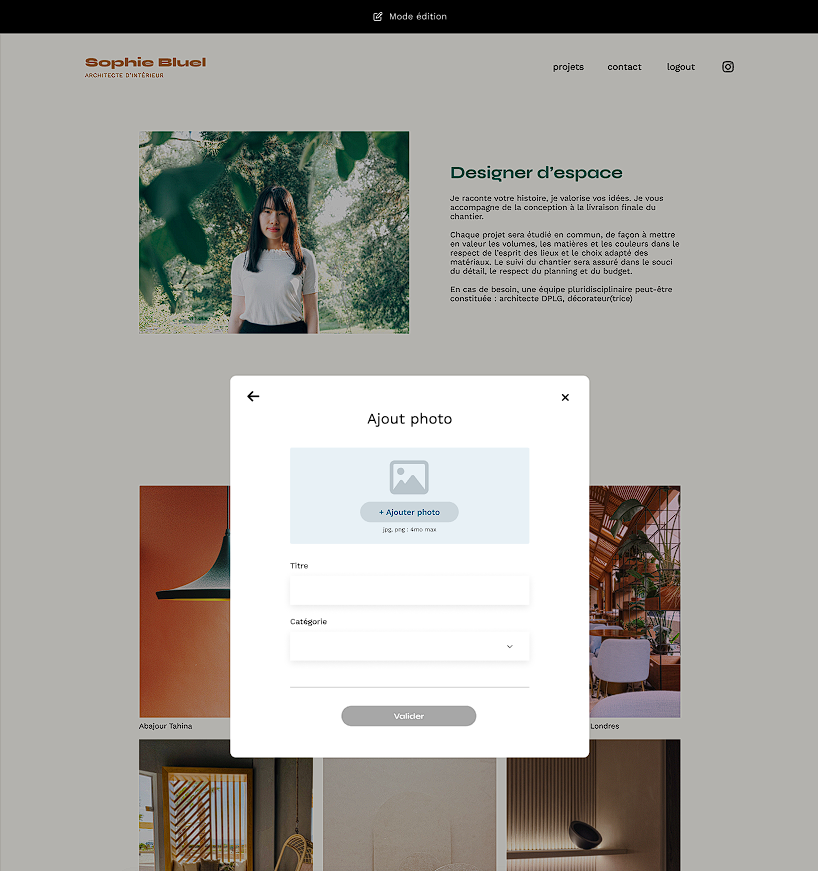 Mode édition
Sophie Bluel
ARCHITECTE D'INTÉRIEUR
projets
contact
logout
Designer d'espace
Je raconte votre histoire, je valorise vos idées. Je vous
accompagne de la conception à la livraison finale du
chantier.
Chaque projet sera étudié en commun, de façon à mettre
en valeur les volumes, les matières et les couleurs dans le
respect de l'esprit des lieux et le choix adapté des
matériaux. Le suivi du chantier sera assuré dans le souci
du détail, le respect du planning et du budget.
En cas de besoin, une équipe pluridisciplinaire peut-être
constituée : architecte DPLG, décorateur(trice)
Ajout photo
+ Ajouter photo
jpg, png : 4mo max
Titre
Catégorie
Valider
Abajour Tahina
Londres